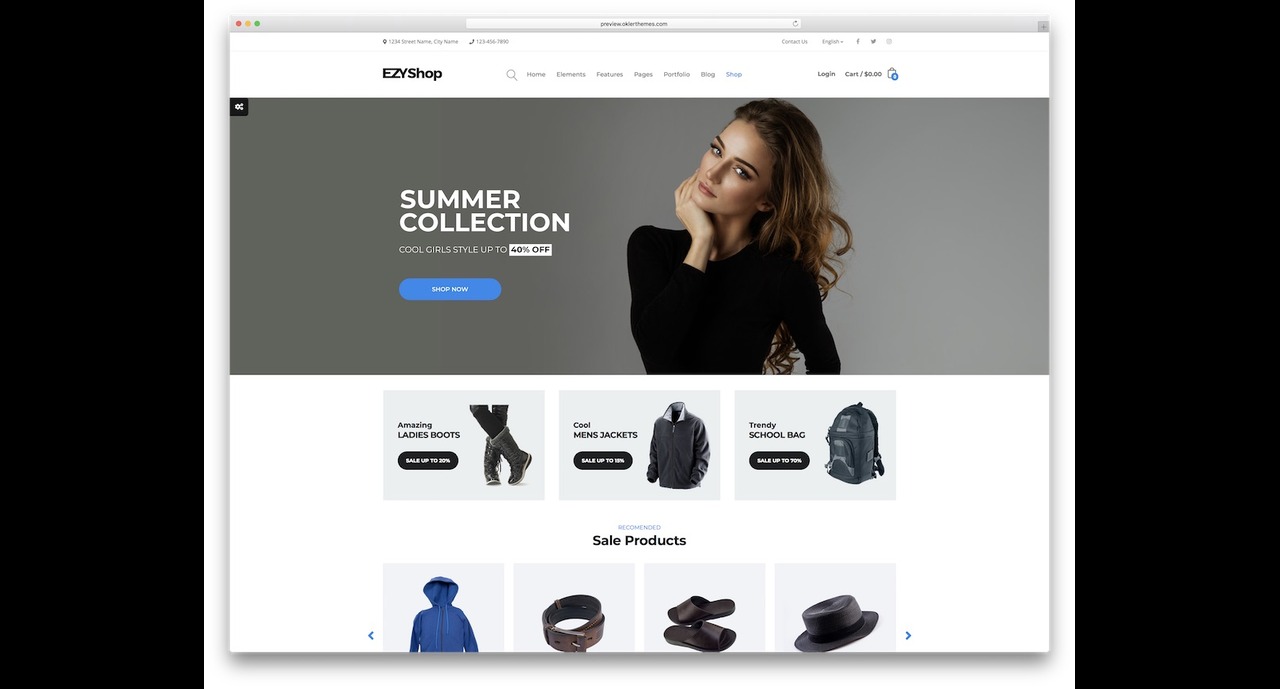 preview.oklerthemes.com
1234 Street Name, City Name 123-456-7890 Contact Us English
EZYShop Home Elements Features Pages Portfolio Blog Shop Login Cart / $0.00 0
SUMMER
COLLECTION
COOL GIRLS STYLE UP TO 40% OFF
SHOP NOW
Amazing
LADIES BOOTS
SALE UP TO 20%
Cool
MENS JACKETS
SALE UP TO 15%
Trendy
SCHOOL BAG
SALE UP TO 70%
RECOMENDED
Sale Products